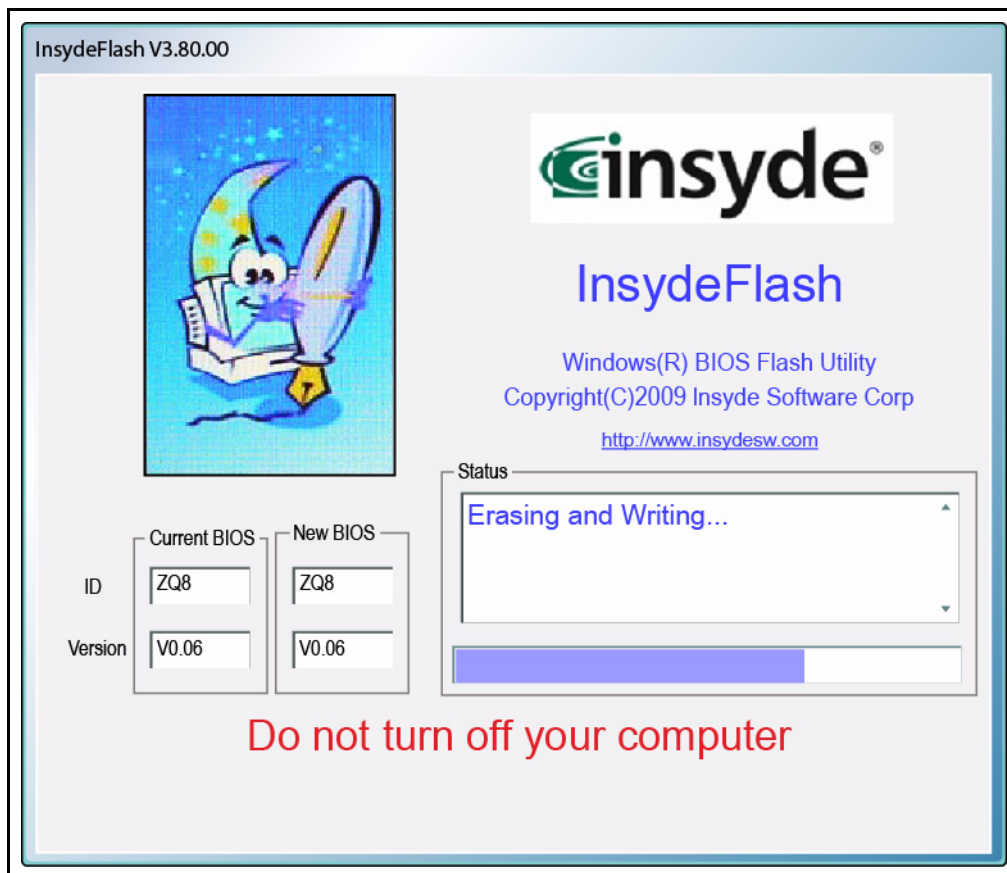 InsydeFlash V3.80.00
insyde®
InsydeFlash
Windows(R) BIOS Flash Utility
Copyright(C)2009 Insyde Software Corp
http://www.insydesw.com
Status
Erasing and Writing...
Current BIOS New BIOS
ID ZQ8 ZQ8
Version V0.06 V0.06
Do not turn off your computer